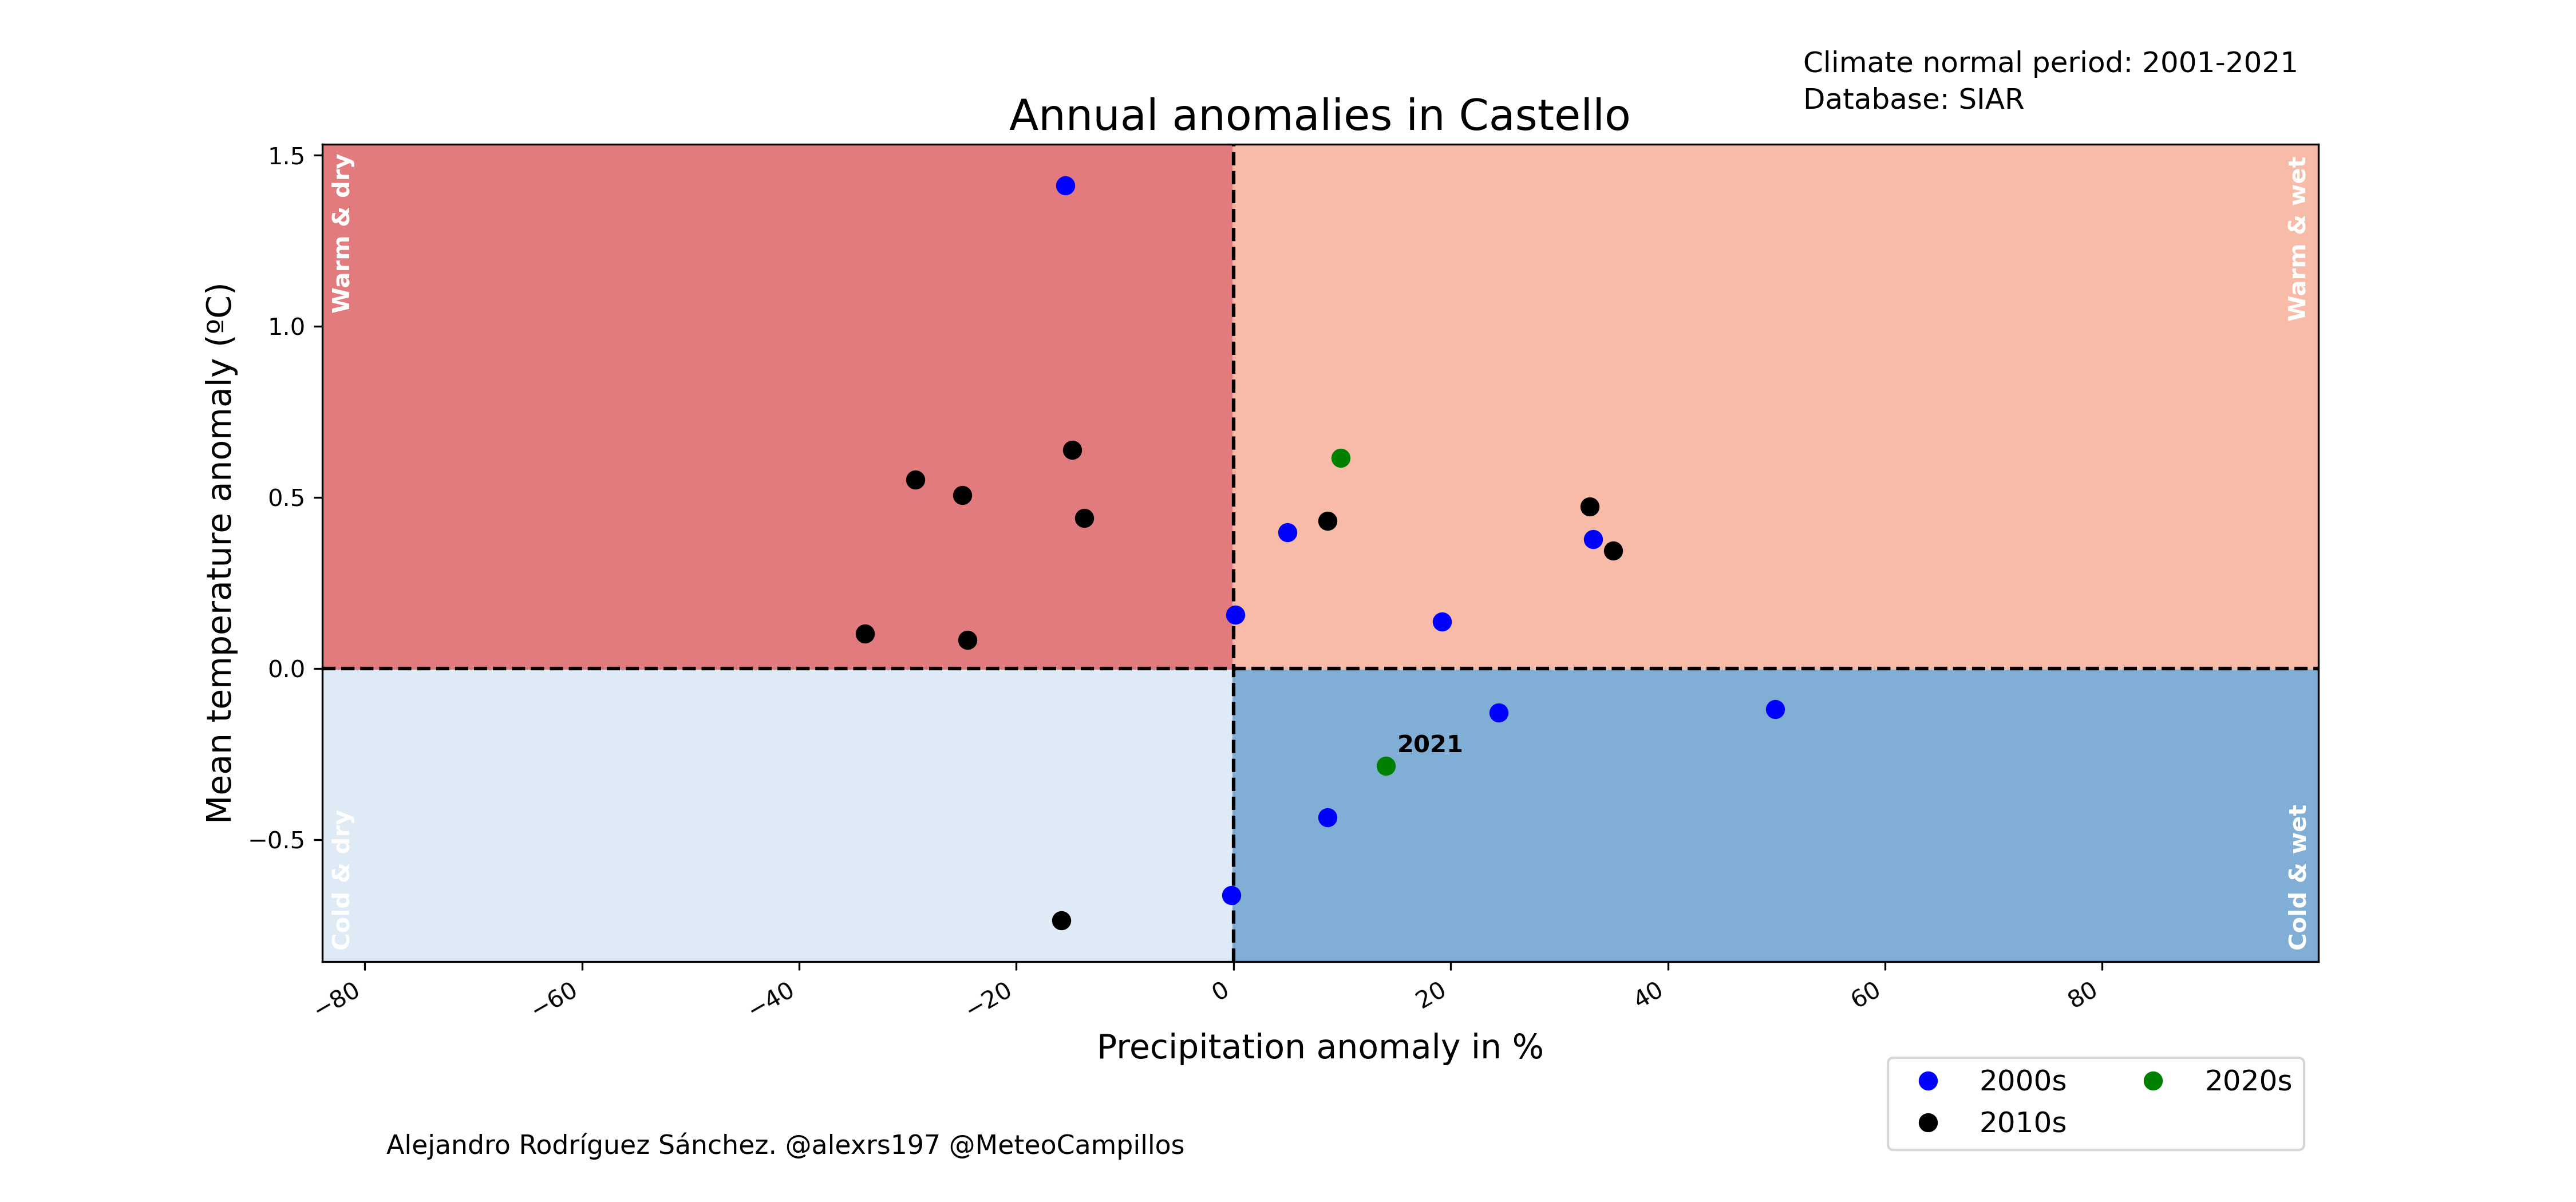 Climate normal period: 2001-2021
Database: SIAR
Annual anomalies in Castello
Mean temperature anomaly (ºC)
1.5
1.0
0.5
0.0
−0.5
Warm & dry
Warm & wet
2021
Cold & dry
Cold & wet
−80
−60
−40
−20
0
20
40
60
80
Precipitation anomaly in %
2000s
2020s
2010s
Alejandro Rodríguez Sánchez. @alexrs197 @MeteoCampillos